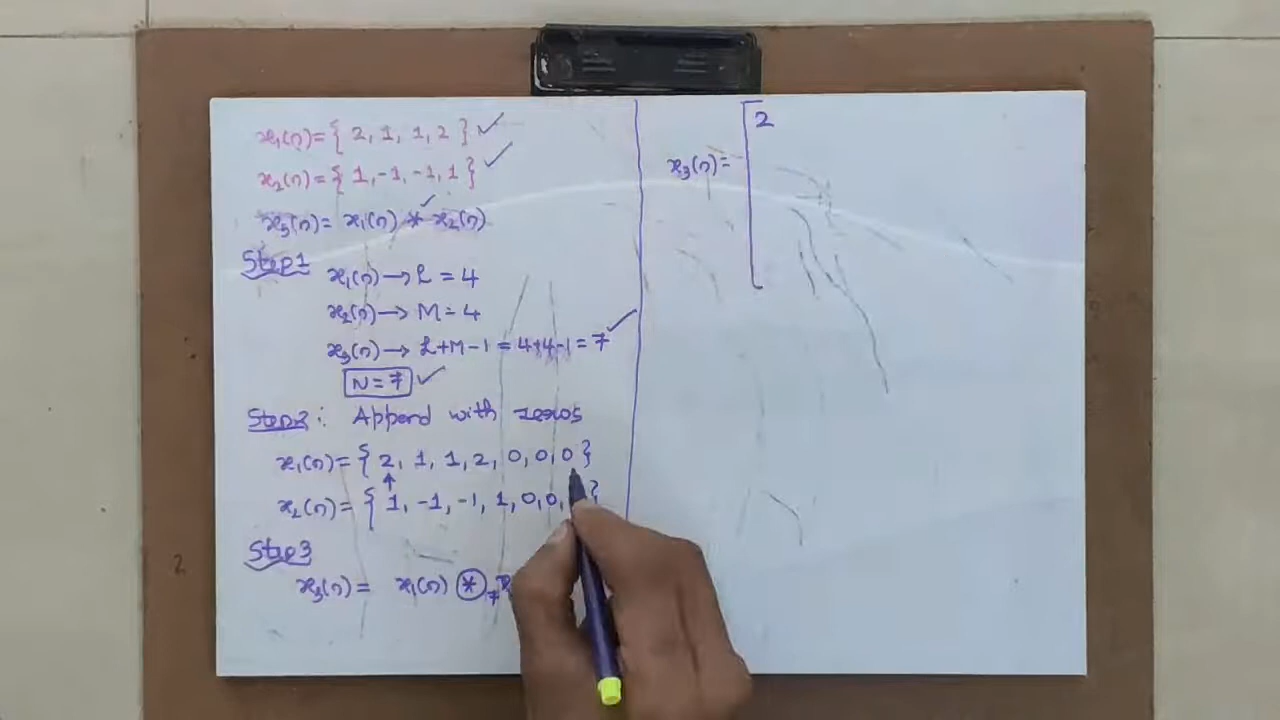 x₁(n)= { 2, 1, 1, 2 } ✓
x₂(n)= { 1, -1, -1, 1 } ✓
x₃(n)= x₁(n) * x₂(n)
Step1
x₁(n) → L = 4
x₂(n) → M = 4
x₃(n) → L+M-1 = 4+4-1 = 7 ✓
N = 7 ✓
Step2: Append with zeros
x₁(n)= { 2, 1, 1, 2, 0, 0, 0 }
↑
x₂(n)= { 1, -1, -1, 1, 0, 0, }
Step3
x₃(n)= x₁(n) ⊛₇
x₃(n)= [ 2